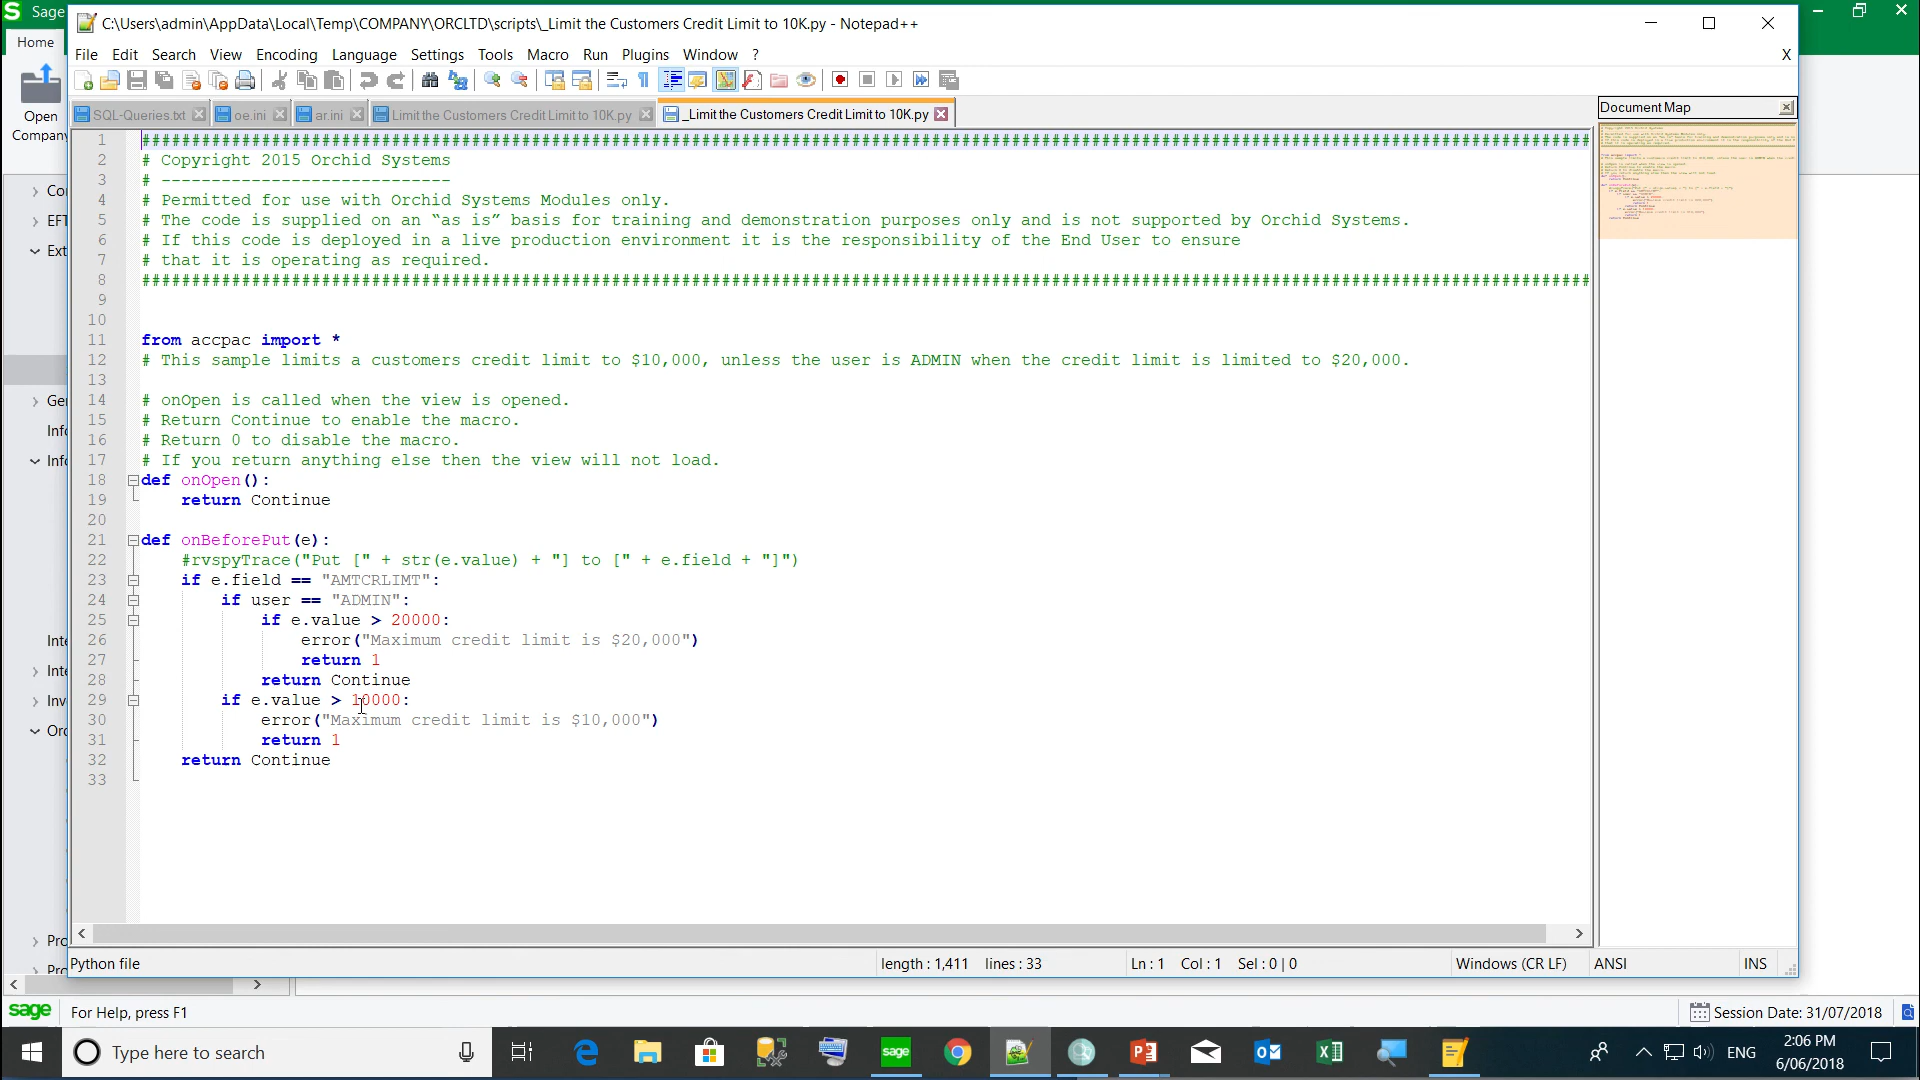 Sage
C:\Users\admin\AppData\Local\Temp\COMPANY\ORCLTD\scripts\_Limit the Customers Credit Limit to 10K.py - Notepad++
Home
File Edit Search View Encoding Language Settings Tools Macro Run Plugins Window ? X
Open
Company
SQL-Queries.txt oe.ini ar.ini Limit the Customers Credit Limit to 10K.py _Limit the Customers Credit Limit to 10K.py
Document Map
1
2 # Copyright 2015 Orchid Systems
3 # -----------------------------
4 # Permitted for use with Orchid Systems Modules only.
5 # The code is supplied on an “as is” basis for training and demonstration purposes only and is not supported by Orchid Systems.
6 # If this code is deployed in a live production environment it is the responsibility of the End User to ensure
7 # that it is operating as required.
8
9
10
11 from accpac import *
12 # This sample limits a customers credit limit to $10,000, unless the user is ADMIN when the credit limit is limited to $20,000.
13
14 # onOpen is called when the view is opened.
15 # Return Continue to enable the macro.
16 # Return 0 to disable the macro.
17 # If you return anything else then the view will not load.
18 def onOpen():
19 return Continue
20
21 def onBeforePut(e):
22 #rvspyTrace("Put [" + str(e.value) + "] to [" + e.field + "]")
23 if e.field == "AMTCRLIMT":
24 if user == "ADMIN":
25 if e.value > 20000:
26 error("Maximum credit limit is $20,000")
27 return 1
28 return Continue
29 if e.value > 10000:
30 error("Maximum credit limit is $10,000")
31 return 1
32 return Continue
33
Python file length : 1,411 lines : 33 Ln : 1 Col : 1 Sel : 0 | 0 Windows (CR LF) ANSI INS
sage For Help, press F1 Session Date: 31/07/2018
Type here to search sage ENG 2:06 PM
6/06/2018